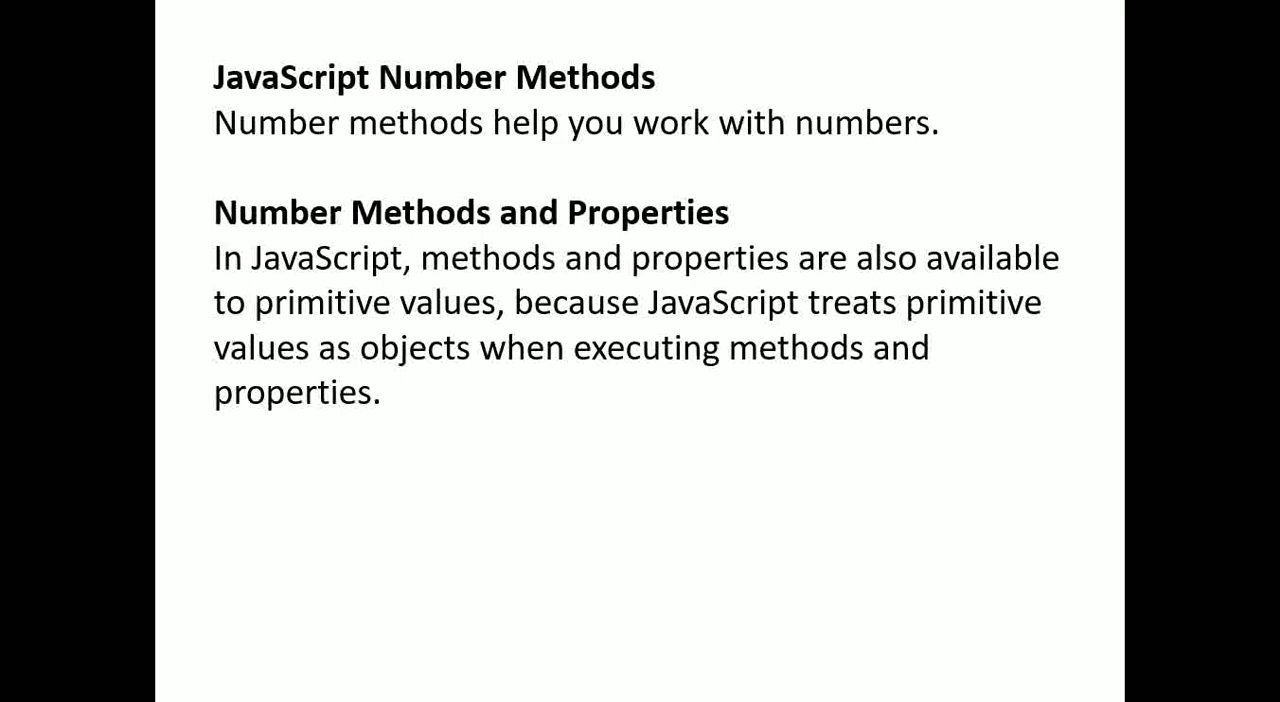 JavaScript Number Methods
Number methods help you work with numbers.
Number Methods and Properties
In JavaScript, methods and properties are also available
to primitive values, because JavaScript treats primitive
values as objects when executing methods and
properties.